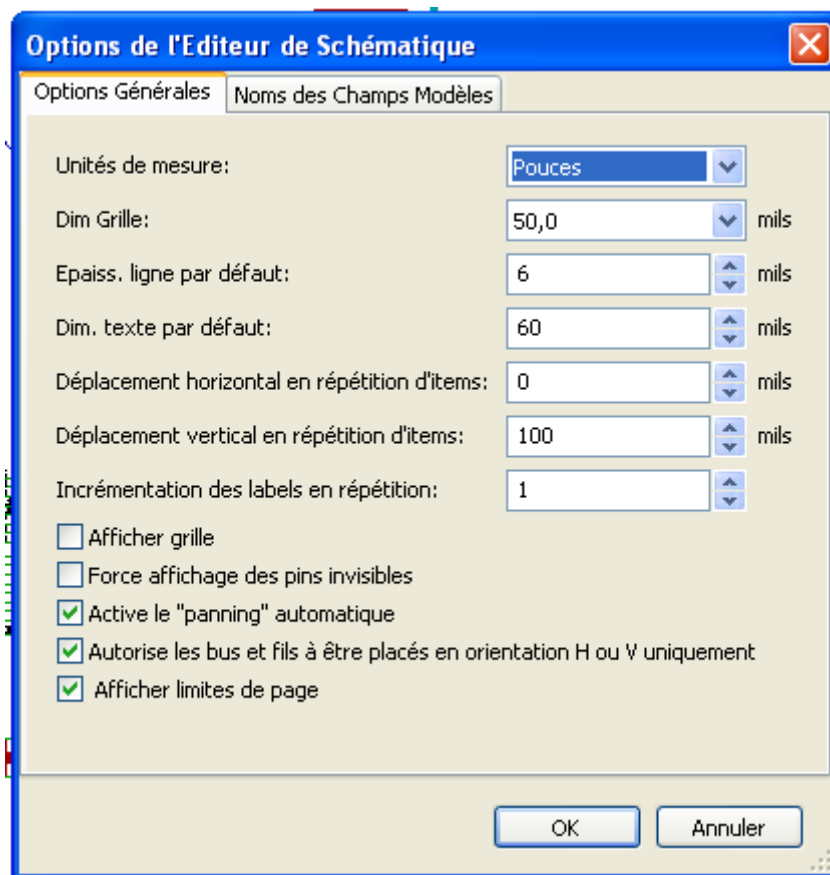 Options de l'Editeur de Schématique
Options Générales Noms des Champs Modèles
Unités de mesure: Pouces
Dim Grille: 50,0 mils
Epaiss. ligne par défaut: 6 mils
Dim. texte par défaut: 60 mils
Déplacement horizontal en répétition d'items: 0 mils
Déplacement vertical en répétition d'items: 100 mils
Incrémentation des labels en répétition: 1
Afficher grille
Force affichage des pins invisibles
Active le "panning" automatique
Autorise les bus et fils à être placés en orientation H ou V uniquement
Afficher limites de page
OK Annuler